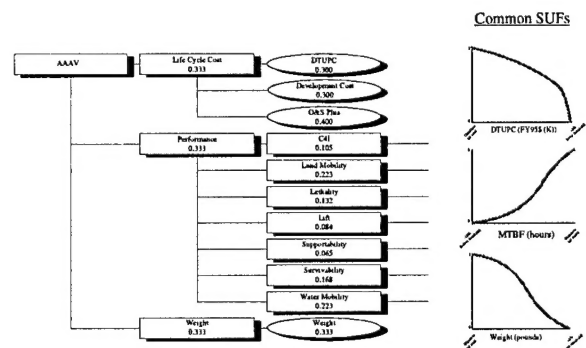 Common SUFs
AAAV
Life Cycle Cost
0.333
DTUPC
0.300
Development Cost
0.300
O&S Plus
0.400
Performance
0.333
C4I
0.105
Land Mobility
0.223
Lethality
0.132
Lift
0.084
Supportability
0.065
Survivability
0.168
Water Mobility
0.223
Weight
0.333
Weight
0.333
DTUPC (FY93$ (K))
MTBF (hours)
Weight (pounds)